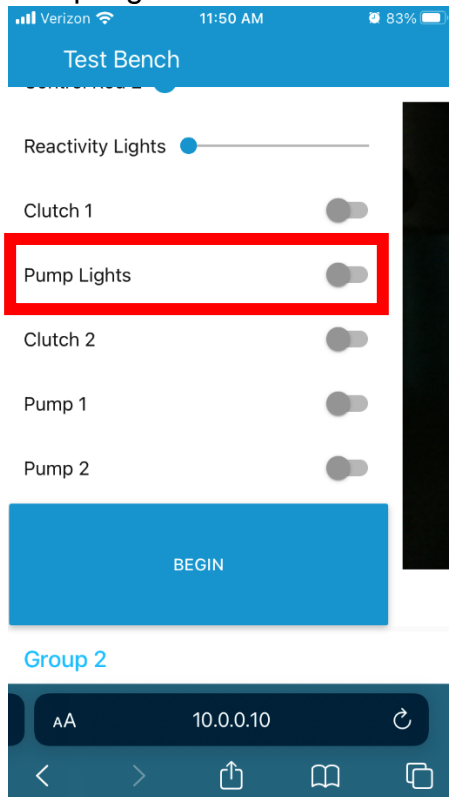 Verizon 11:50 AM 83%
Test Bench
Reactivity Lights
Clutch 1
Pump Lights
Clutch 2
Pump 1
Pump 2
BEGIN
Group 2
AA 10.0.0.10